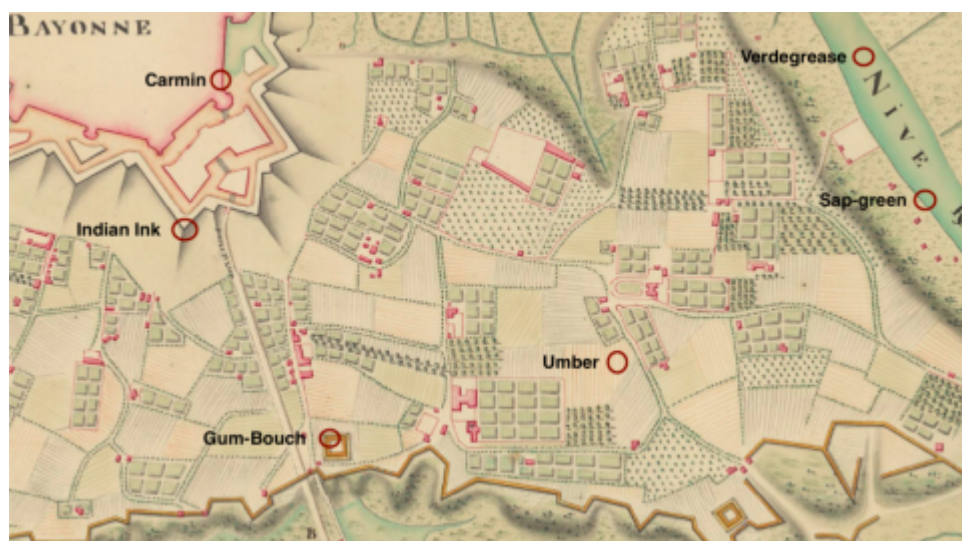 BAYONNE
Carmin
Verdegrease
NIVE
Sap-green
Indian Ink
Umber
Gum-Bouch
B